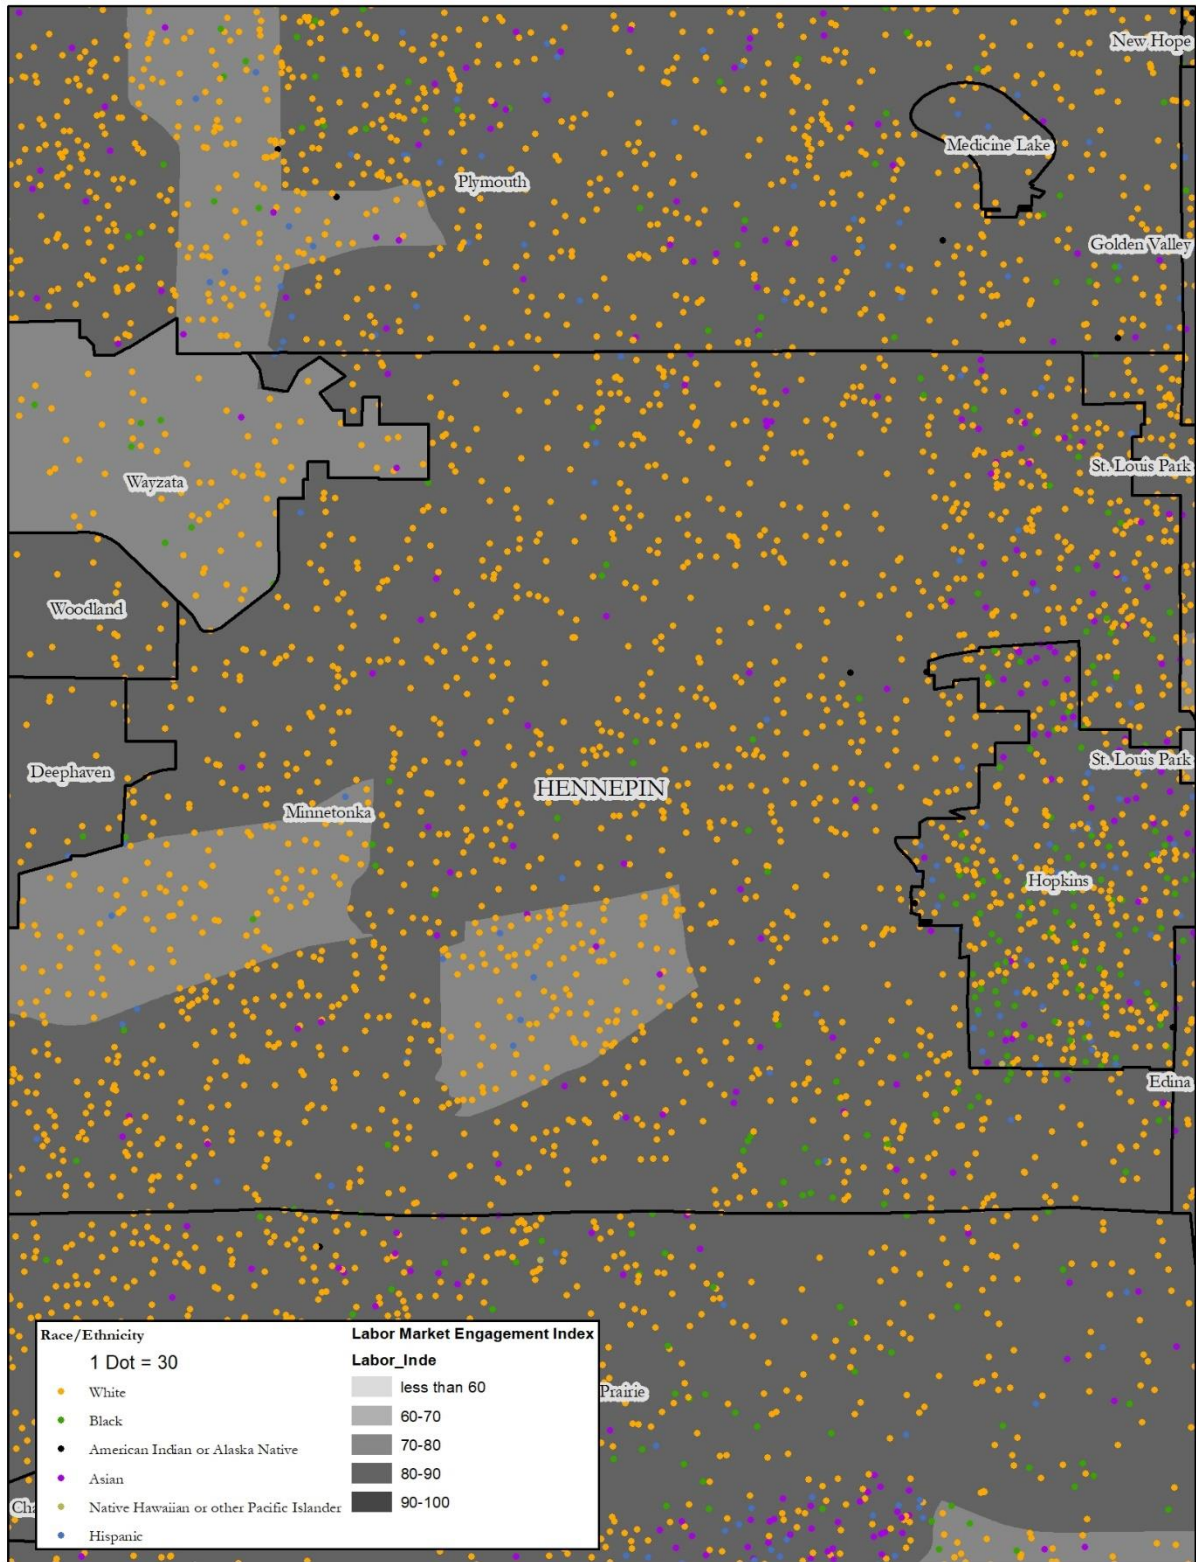 New Hope
Medicine Lake
Plymouth
Golden Valley
St. Louis Park
Wayzata
Woodland
St. Louis Park
Deephaven
HENNEPIN
Minnetonka
Hopkins
Edina
Race/Ethnicity
1 Dot = 30
White
Black
American Indian or Alaska Native
Asian
Native Hawaiian or other Pacific Islander
Hispanic
Labor Market Engagement Index
Labor_Inde
less than 60
60-70
70-80
80-90
90-100
Prairie
Cha